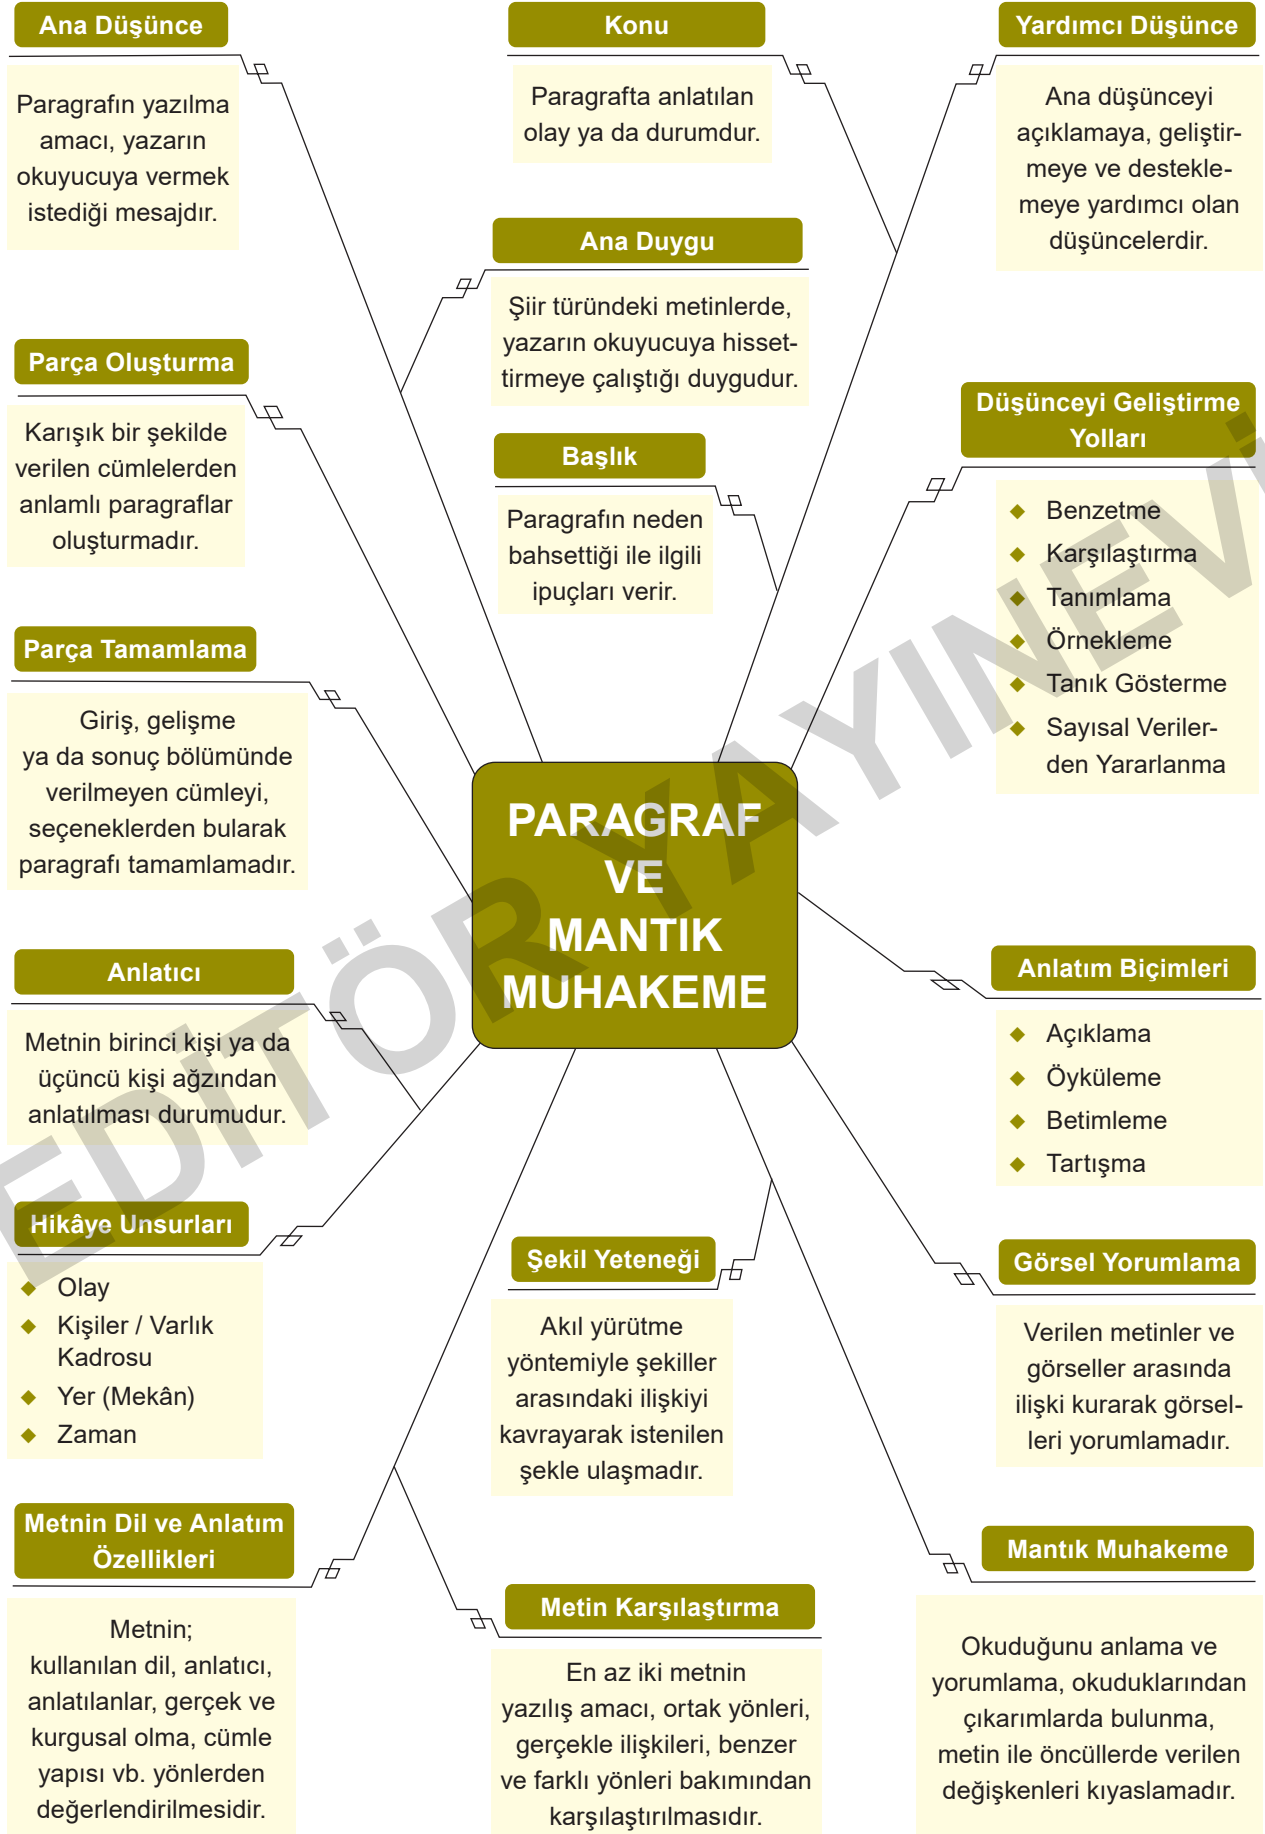 Ana Düşünce
Paragrafın yazılma
amacı, yazarın
okuyucuya vermek
istediği mesajdır.
Konu
Paragrafta anlatılan
olay ya da durumdur.
Yardımcı Düşünce
Ana düşünceyi
açıklamaya, geliştir-
meye ve destekle-
meye yardımcı olan
düşüncelerdir.
Ana Duygu
Şiir türündeki metinlerde,
yazarın okuyucuya hisset-
tirmeye çalıştığı duygudur.
Parça Oluşturma
Karışık bir şekilde
verilen cümlelerden
anlamlı paragraflar
oluşturmadır.
Başlık
Paragrafın neden
bahsettiği ile ilgili
ipuçları verir.
Düşünceyi Geliştirme
Yolları
◆ Benzetme
◆ Karşılaştırma
◆ Tanımlama
◆ Örnekleme
◆ Tanık Gösterme
◆ Sayısal Veriler-
den Yararlanma
Parça Tamamlama
Giriş, gelişme
ya da sonuç bölümünde
verilmeyen cümleyi,
seçeneklerden bularak
paragrafı tamamlamadır.
PARAGRAF
VE
MANTIK
MUHAKEME
Anlatıcı
Metnin birinci kişi ya da
üçüncü kişi ağzından
anlatılması durumudur.
Anlatım Biçimleri
◆ Açıklama
◆ Öyküleme
◆ Betimleme
◆ Tartışma
Hikâye Unsurları
◆ Olay
◆ Kişiler / Varlık
Kadrosu
◆ Yer (Mekân)
◆ Zaman
Şekil Yeteneği
Akıl yürütme
yöntemiyle şekiller
arasındaki ilişkiyi
kavrayarak istenilen
şekle ulaşmadır.
Görsel Yorumlama
Verilen metinler ve
görseller arasında
ilişki kurarak görsel-
leri yorumlamadır.
Metnin Dil ve Anlatım
Özellikleri
Metnin;
kullanılan dil, anlatıcı,
anlatılanlar, gerçek ve
kurgusal olma, cümle
yapısı vb. yönlerden
değerlendirilmesidir.
Metin Karşılaştırma
En az iki metnin
yazılış amacı, ortak yönleri,
gerçekle ilişkileri, benzer
ve farklı yönleri bakımından
karşılaştırılmasıdır.
Mantık Muhakeme
Okuduğunu anlama ve
yorumlama, okuduklarından
çıkarımlarda bulunma,
metin ile öncüllerde verilen
değişkenleri kıyaslamadır.
EDİTÖR YAYINEVİ